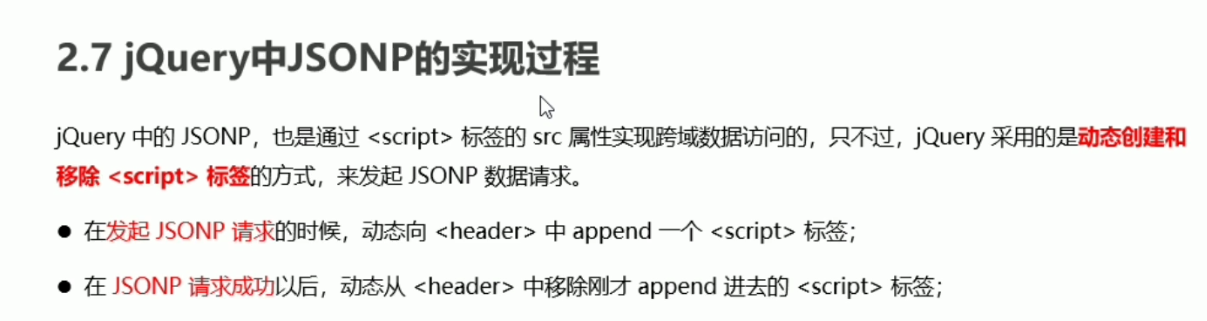 2.7 jQuery中JSONP的实现过程
jQuery 中的 JSONP，也是通过 <script> 标签的 src 属性实现跨域数据访问的，只不过，jQuery 采用的是动态创建和
移除 <script> 标签的方式，来发起 JSONP 数据请求。
● 在发起 JSONP 请求的时候，动态向 <header> 中 append 一个 <script> 标签；
● 在 JSONP 请求成功以后，动态从 <header> 中移除刚才 append 进去的 <script> 标签；